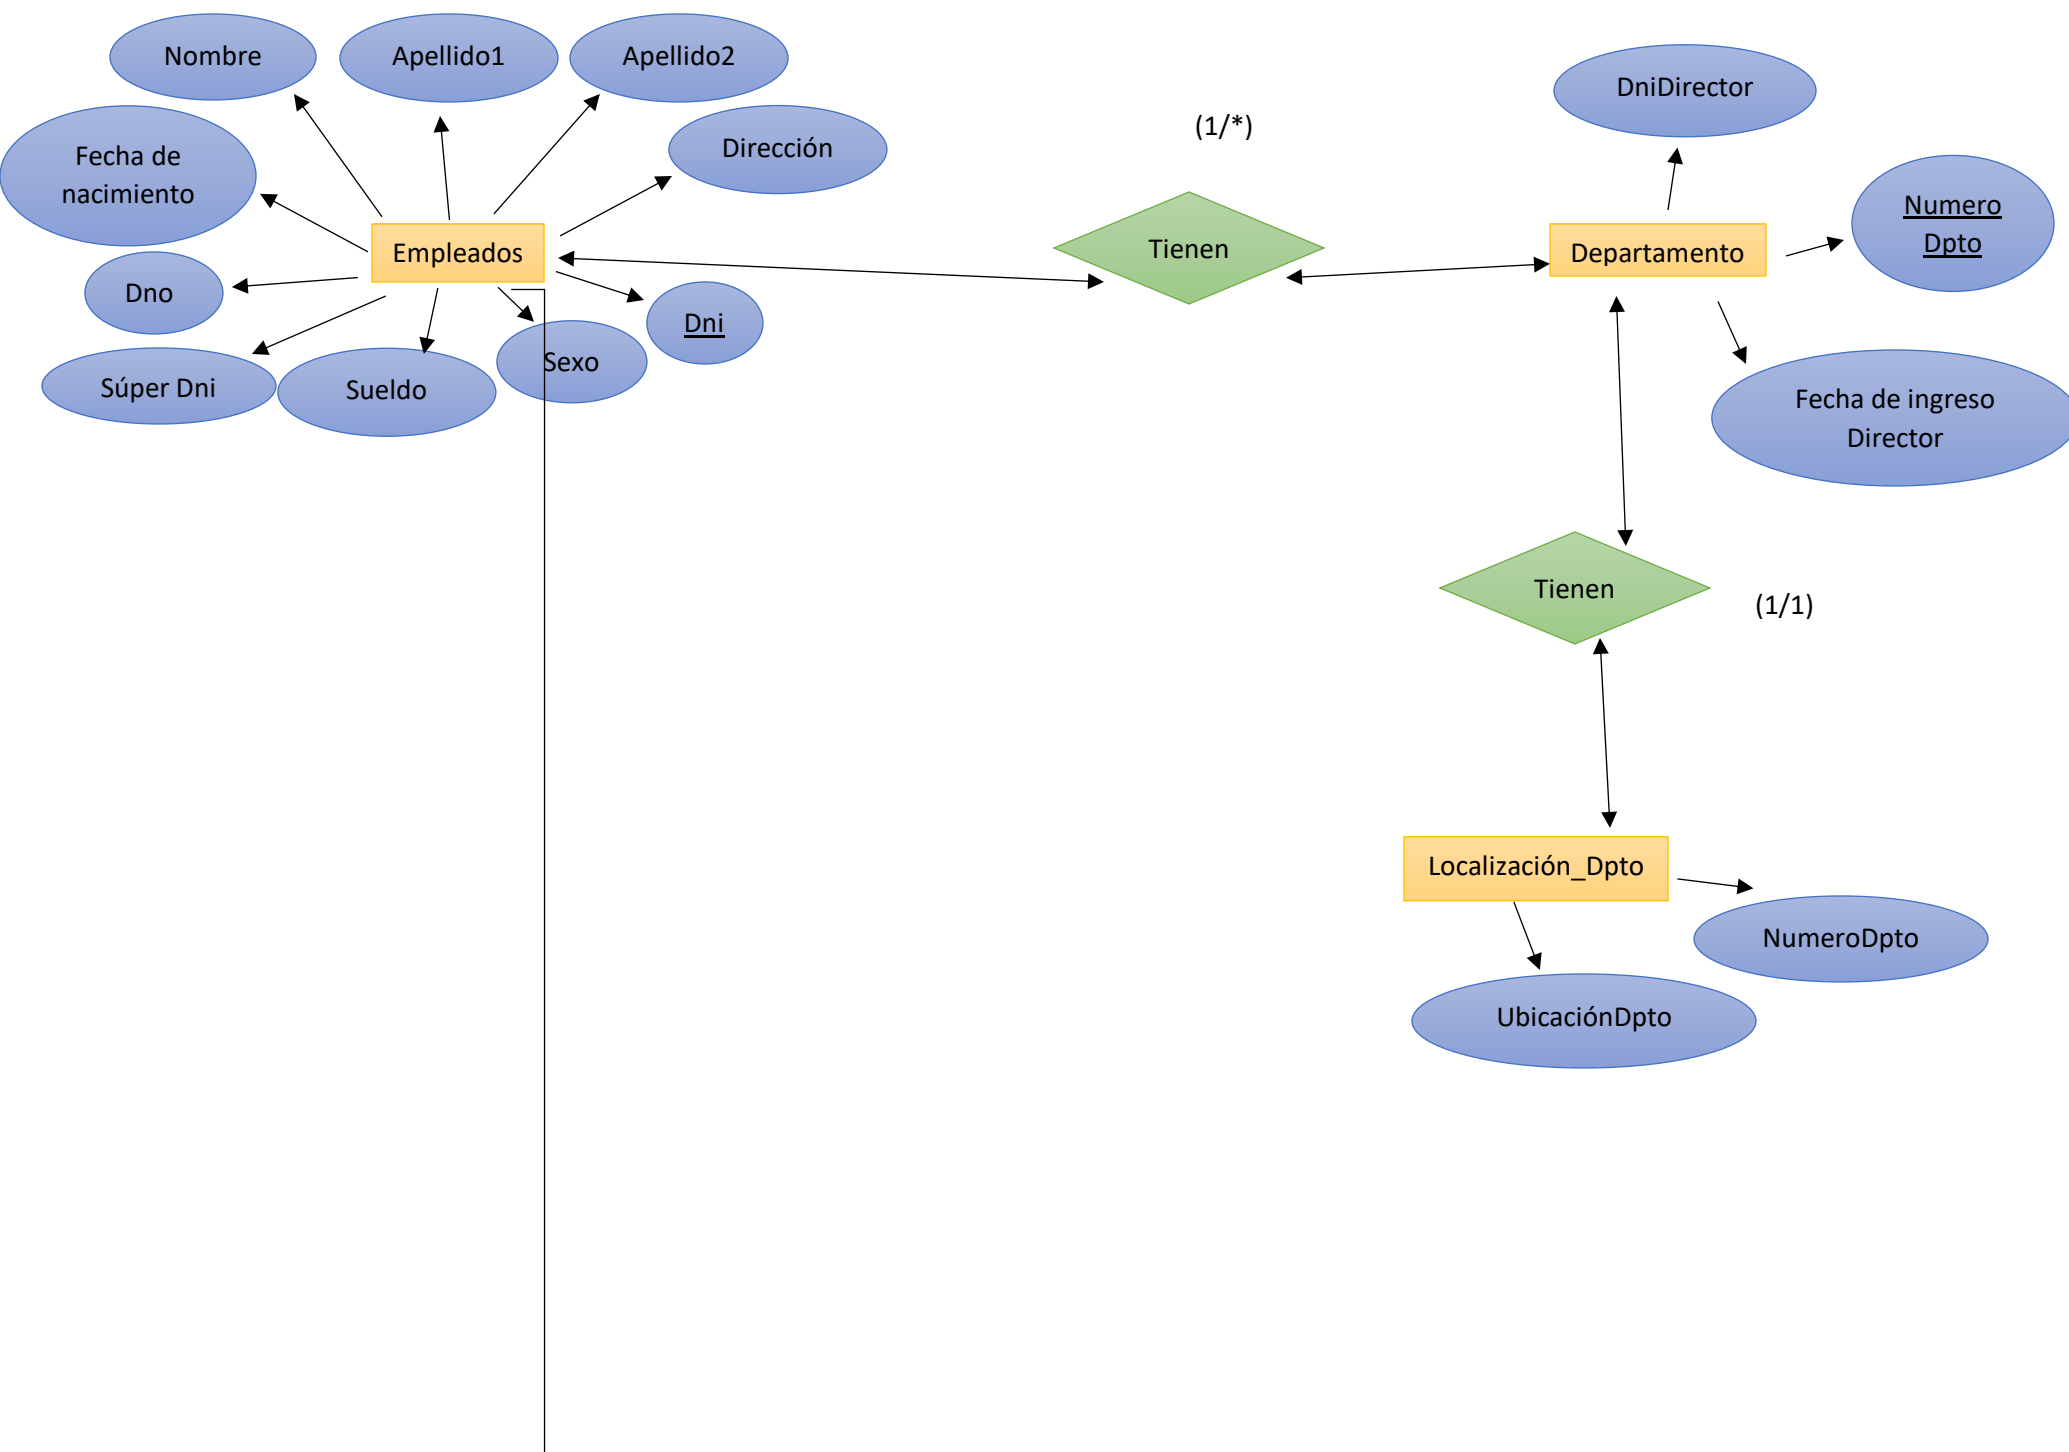 Nombre
Apellido1
Apellido2
DniDirector
(1/*)
Fecha de
nacimiento
Dirección
Numero
Dpto
Empleados
Tienen
Departamento
Dno
Dni
Súper Dni
Sueldo
Sexo
Fecha de ingreso
Director
Tienen
(1/1)
Localización_Dpto
NumeroDpto
UbicaciónDpto